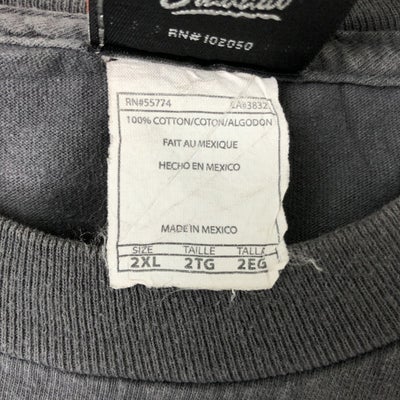 RN#102050
RN#55774 CA#3832
100% COTTON/COTON/ALGODON
FAIT AU MEXIQUE
HECHO EN MEXICO
MADE IN MEXICO
SIZE TAILLE TALLA
2XL 2TG 2EG